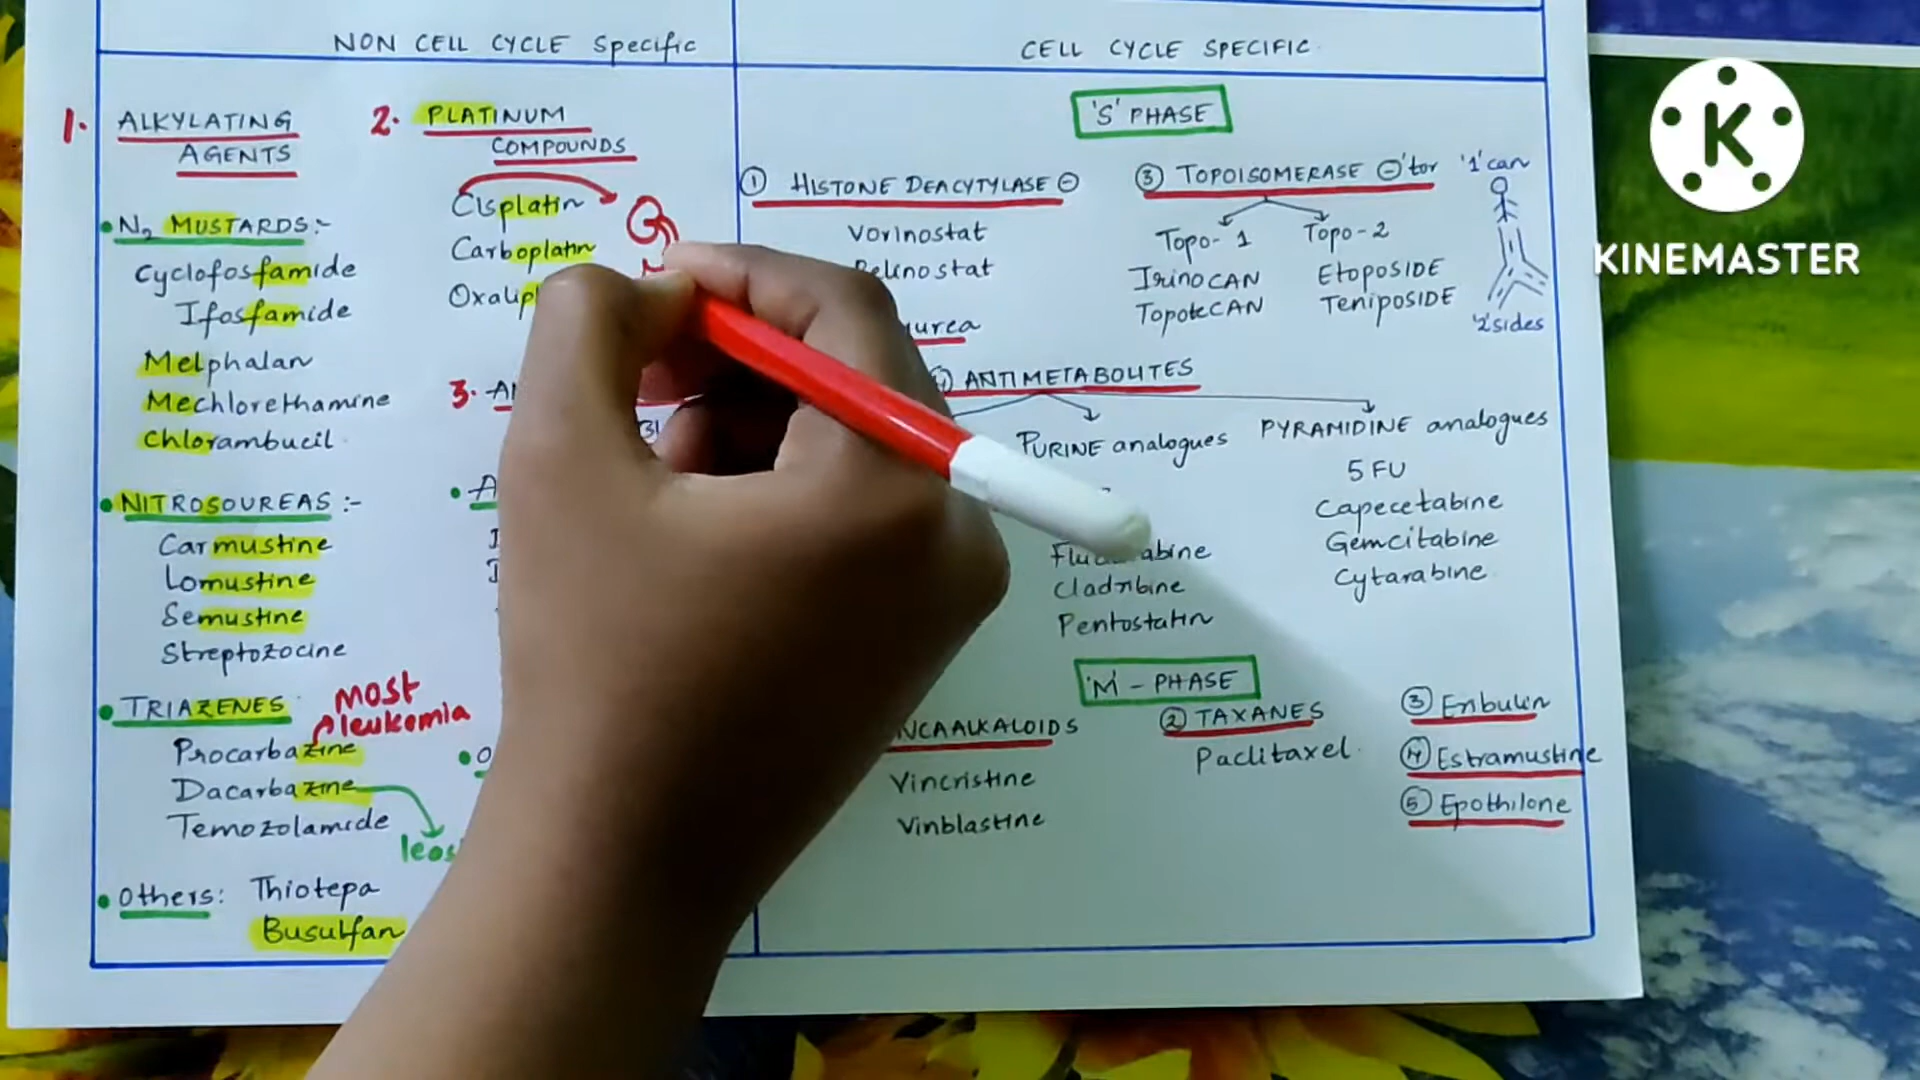 NON CELL CYCLE Specific
CELL CYCLE SPECIFIC
1. ALKYLATING
AGENTS
• N2 MUSTARDS:-
Cyclofosfamide
Ifosfamide
Melphalan
Mechlorethamine
Chlorambucil
• NITROSOUREAS:-
Carmustine
Lomustine
Semustine
Streptozocine
• TRIAZENES
most
leukemia
Procarbazine
Dacarbazine
Temozolamide
• Others: Thiotepa
Busulfan
2. PLATINUM
COMPOUNDS
Cisplatin
Carboplatin
3.
'S' PHASE
① HISTONE DEACYTYLASE ⊖
Vorinostat
Belinostat
③ TOPOISOMERASE ⊖'tor
Topo-1 Topo-2
IrinoCAN EtopoSIDE
TopoteCAN TenipoSIDE
'1'can
'2'sides
ANTIMETABOLITES
PURINE analogues
Cladribine
Pentostatin
PYRAMIDINE analogues
5 FU
Capecetabine
Gemcitabine
Cytarabine
'M' - PHASE
Vincristine
Vinblastine
② TAXANES
Paclitaxel
③ Eribulin
④ Estramustine
⑤ Epothilone
K
KINEMASTER